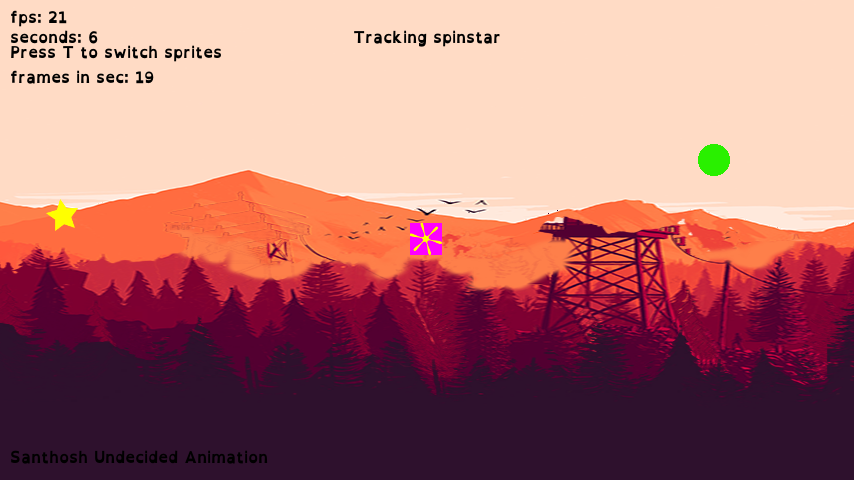 fps: 21
seconds: 6
Press T to switch sprites
frames in sec: 19
Tracking spinstar
Santhosh Undecided Animation